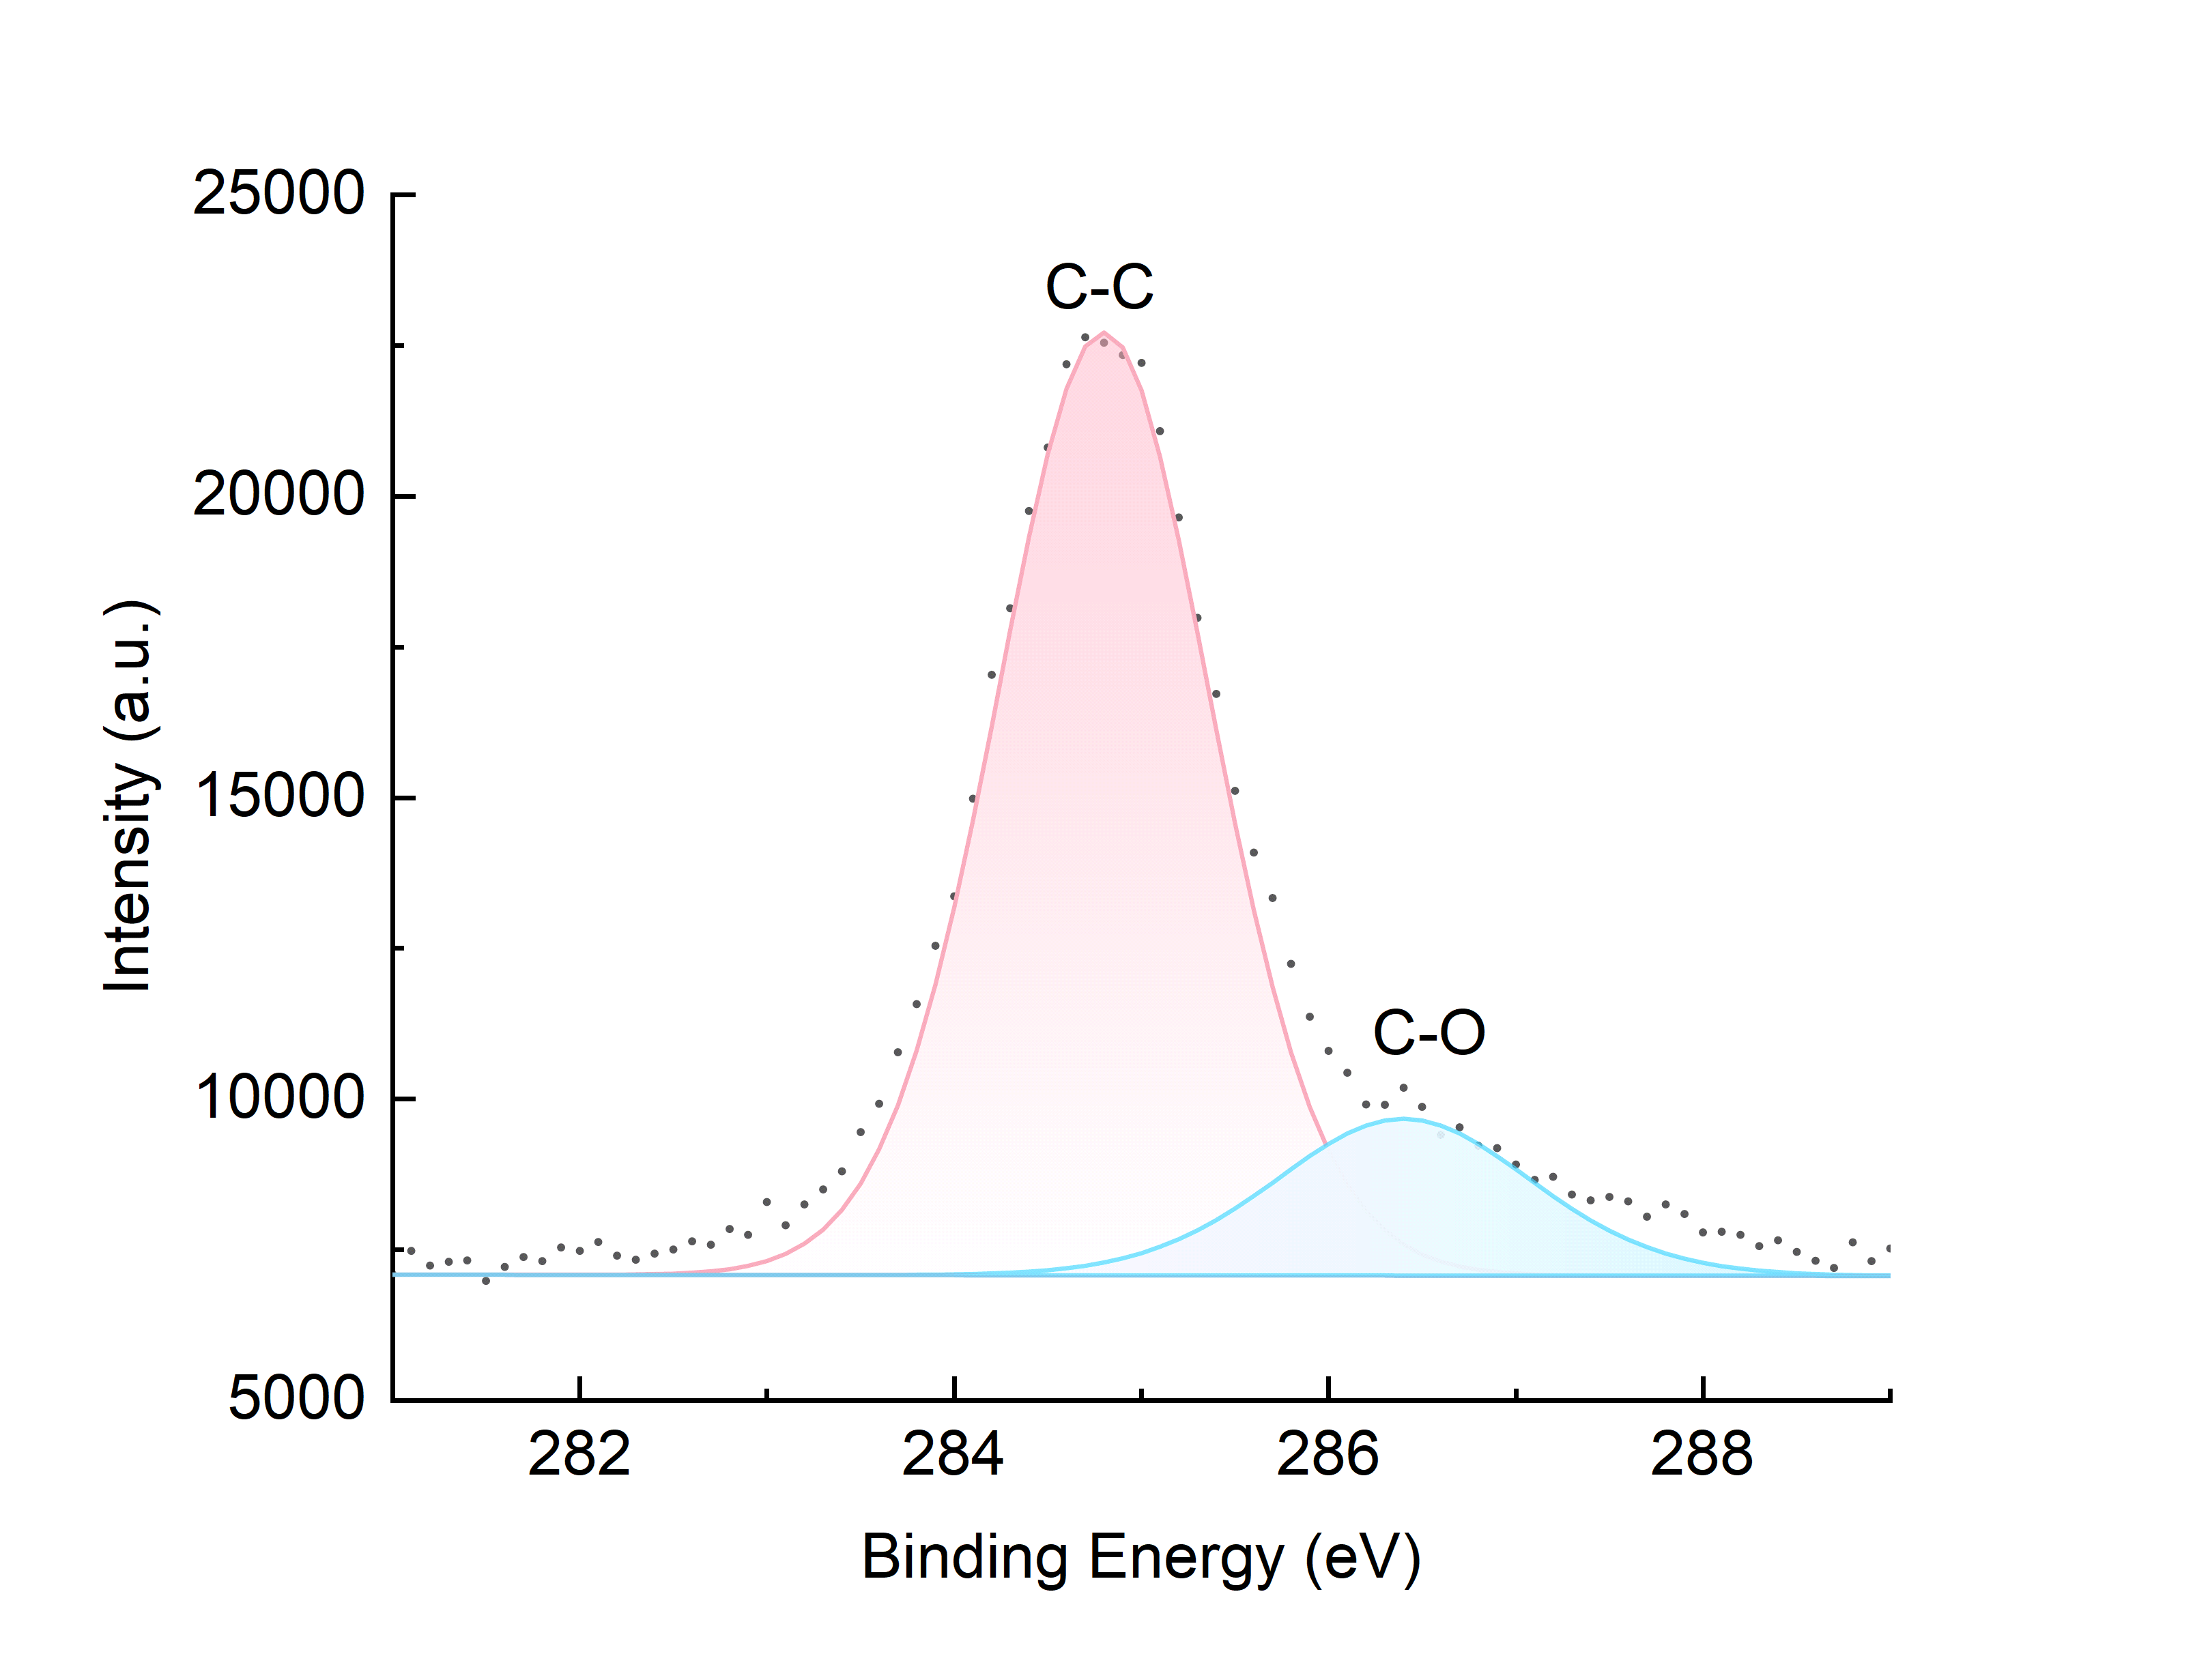 25000
20000
15000
10000
5000
Intensity (a.u.)
C-C
C-O
282 284 286 288
Binding Energy (eV)